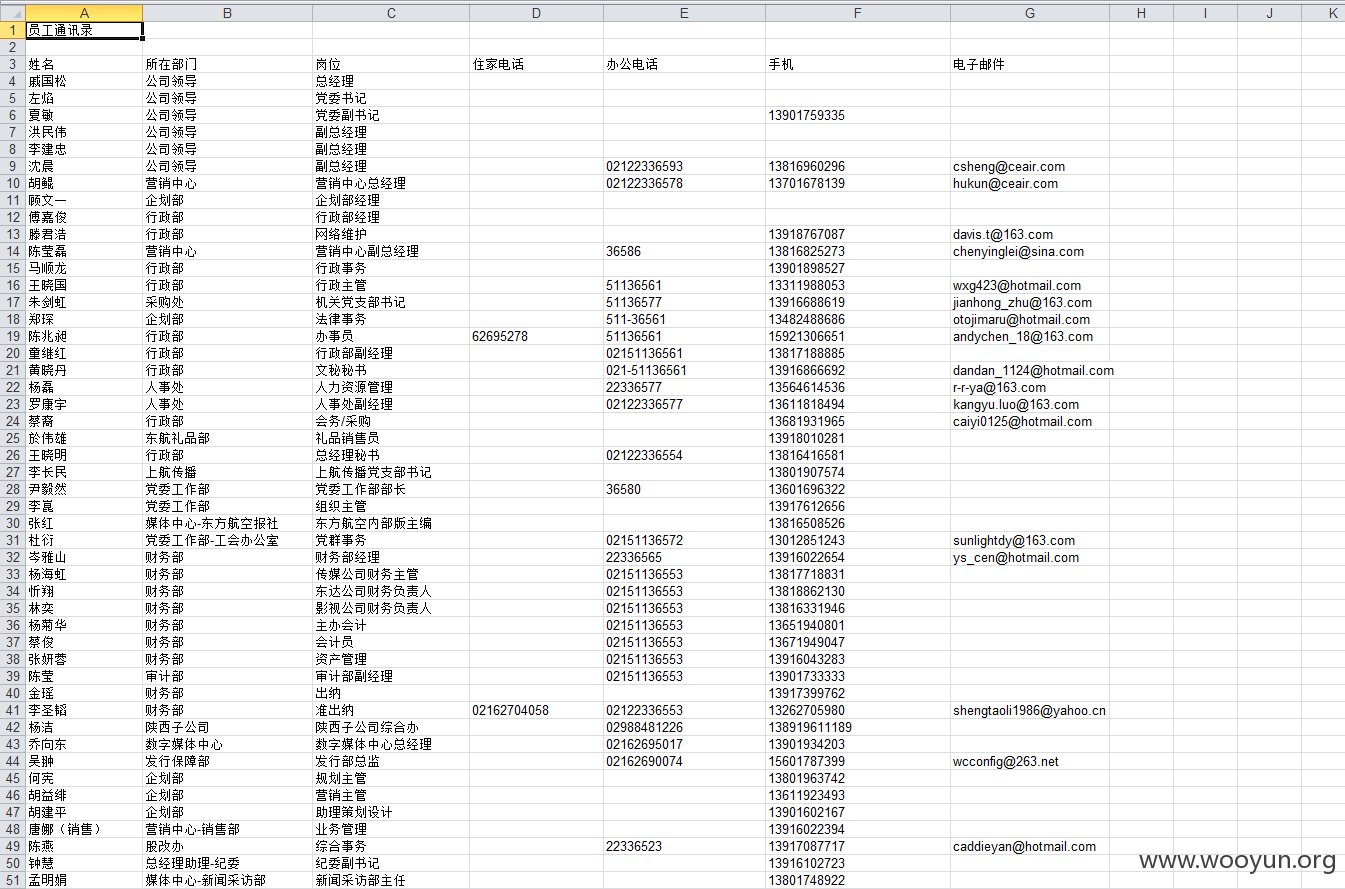 A B C D E F G H I J K
1 员工通讯录
2
3 姓名 所在部门 岗位 住家电话 办公电话 手机 电子邮件
4 戚国松 公司领导 总经理
5 左焰 公司领导 党委书记
6 夏敏 公司领导 党委副书记 13901759335
7 洪民伟 公司领导 副总经理
8 李建忠 公司领导 副总经理
9 沈晨 公司领导 副总经理 02122336593 13816960296 csheng@ceair.com
10 胡鲲 营销中心 营销中心总经理 02122336578 13701678139 hukun@ceair.com
11 顾文一 企划部 企划部经理
12 傅嘉俊 行政部 行政部经理
13 滕君浩 行政部 网络维护 13918767087 davis.t@163.com
14 陈莹磊 营销中心 营销中心副总经理 36586 13816825273 chenyinglei@sina.com
15 马顺龙 行政部 行政事务 13901898527
16 王晓国 行政部 行政主管 51136561 13311988053 wxg423@hotmail.com
17 朱剑虹 采购处 机关党支部书记 51136577 13916688619 jianhong_zhu@163.com
18 郑琛 企划部 法律事务 511-36561 13482488686 otojimaru@hotmail.com
19 陈兆昶 行政部 办事员 62695278 51136561 15921306651 andychen_18@163.com
20 童继红 行政部 行政部副经理 02151136561 13817188885
21 黄晓丹 行政部 文秘秘书 021-51136561 13916866692 dandan_1124@hotmail.com
22 杨磊 人事处 人力资源管理 22336577 13564614536 r-r-ya@163.com
23 罗康宇 人事处 人事处副经理 02122336577 13611818494 kangyu.luo@163.com
24 蔡裔 行政部 会务/采购 13681931965 caiyi0125@hotmail.com
25 於伟雄 东航礼品部 礼品销售员 13918010281
26 王晓明 行政部 总经理秘书 02122336554 13816416581
27 李长民 上航传播 上航传播党支部书记 13801907574
28 尹毅然 党委工作部 党委工作部部长 36580 13601696322
29 李嵬 党委工作部 组织主管 13917612656
30 张红 媒体中心-东方航空报社 东方航空内部版主编 13816508526
31 杜衍 党委工作部-工会办公室 党群事务 02151136572 13012851243 sunlightdy@163.com
32 岑雅山 财务部 财务部经理 22336565 13916022654 ys_cen@hotmail.com
33 杨海虹 财务部 传媒公司财务主管 02151136553 13817718831
34 忻翔 财务部 东达公司财务负责人 02151136553 13818862130
35 林奕 财务部 影视公司财务负责人 02151136553 13816331946
36 杨菊华 财务部 主办会计 02151136553 13651940801
37 蔡俊 财务部 会计员 02151136553 13671949047
38 张妍蓉 财务部 资产管理 02151136553 13916043283
39 陈莹 审计部 审计部副经理 02151136553 13901733333
40 金瑶 财务部 出纳 13917399762
41 李圣韬 财务部 准出纳 02162704058 02122336553 13262705980 shengtaoli1986@yahoo.cn
42 杨洁 陕西子公司 陕西子公司综合办 02988481226 138919611189
43 乔向东 数字媒体中心 数字媒体中心总经理 02162695017 13901934203
44 吴翀 发行保障部 发行部总监 02162690074 15601787399 wcconfig@263.net
45 何宪 企划部 规划主管 13801963742
46 胡益绯 企划部 营销主管 13611923493
47 胡建平 企划部 助理策划设计 13901602167
48 唐娜（销售） 营销中心-销售部 业务管理 13916022394
49 陈燕 股改办 综合事务 22336523 13917087717 caddieyan@hotmail.com
50 钟慧 总经理助理-纪委 纪委副书记 13916102723
51 孟明娟 媒体中心-新闻采访部 新闻采访部主任 13801748922
www.wooyun.org